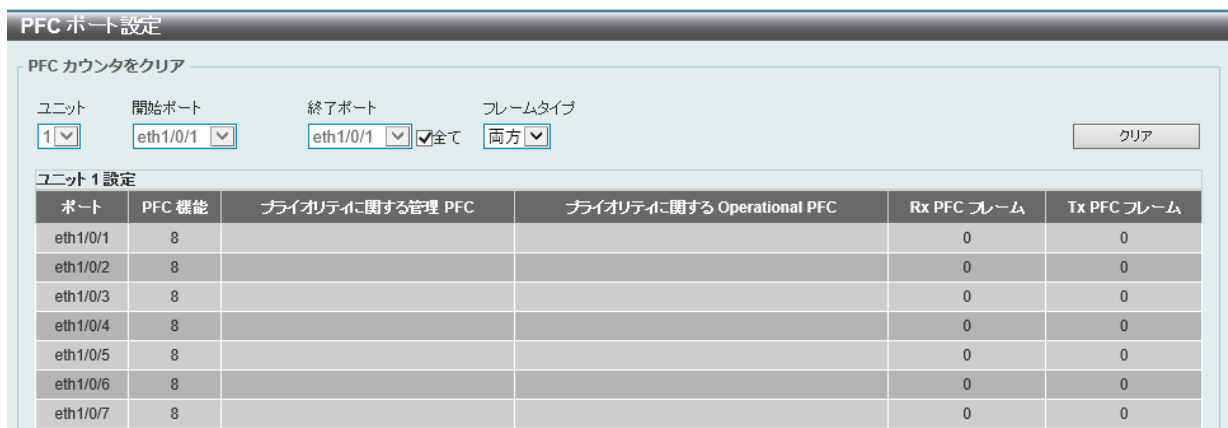 PFC ポート設定
PFC カウンタをクリア
ユニット 開始ポート 終了ポート フレームタイプ
1 eth1/0/1 eth1/0/1 全て 両方 クリア
ユニット 1 設定
ポート PFC 機能 プライオリティに関する管理 PFC プライオリティに関する Operational PFC Rx PFC フレーム Tx PFC フレーム
eth1/0/1 8 0 0
eth1/0/2 8 0 0
eth1/0/3 8 0 0
eth1/0/4 8 0 0
eth1/0/5 8 0 0
eth1/0/6 8 0 0
eth1/0/7 8 0 0